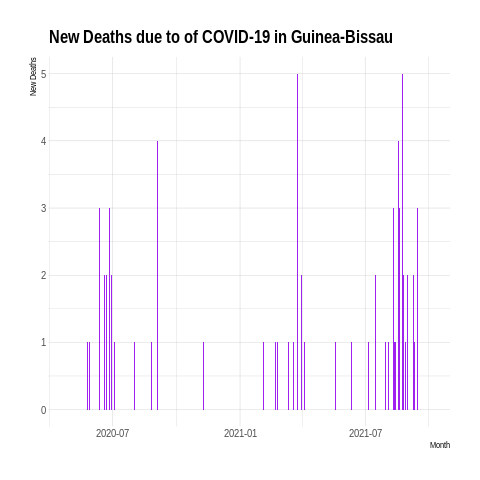 New Deaths due to of COVID-19 in Guinea-Bissau
New Deaths
5
4
3
2
1
0
2020-07 2021-01 2021-07
Month